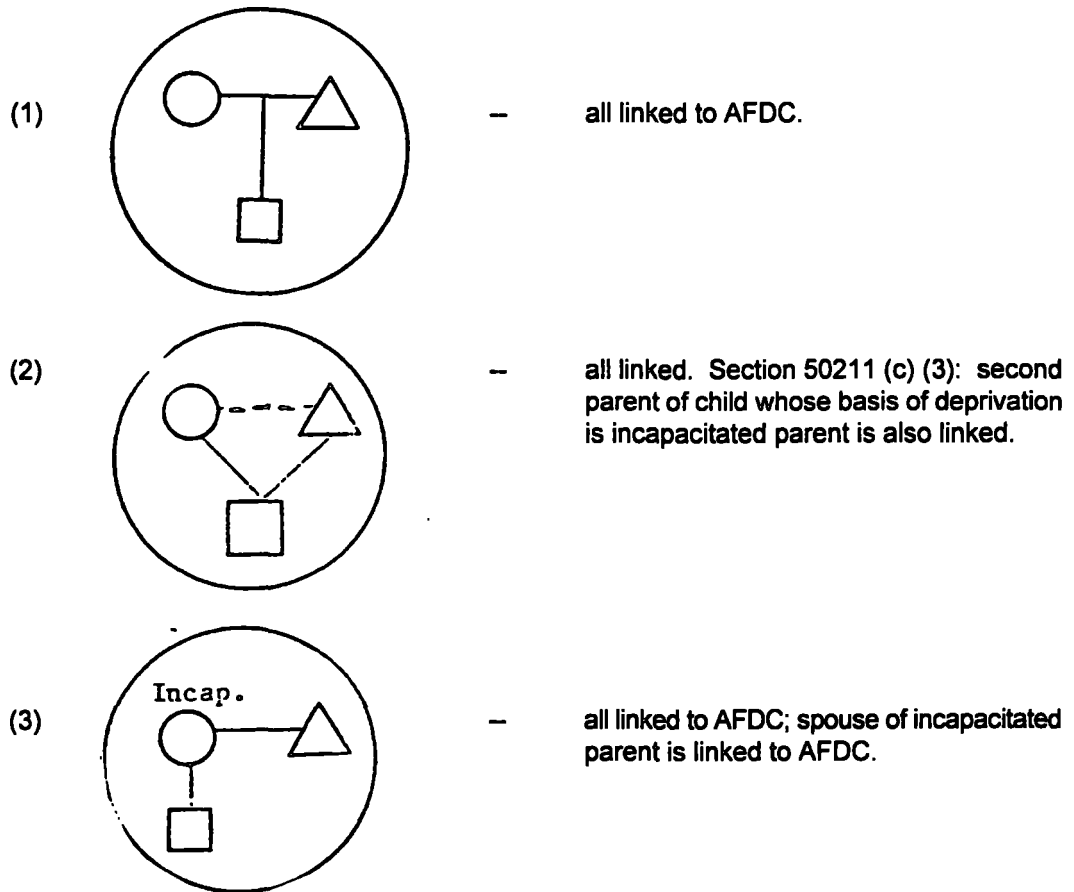 (1) – all linked to AFDC.
(2) – all linked. Section 50211 (c) (3): second
parent of child whose basis of deprivation
is incapacitated parent is also linked.
Incap.
(3) – all linked to AFDC; spouse of incapacitated
parent is linked to AFDC.